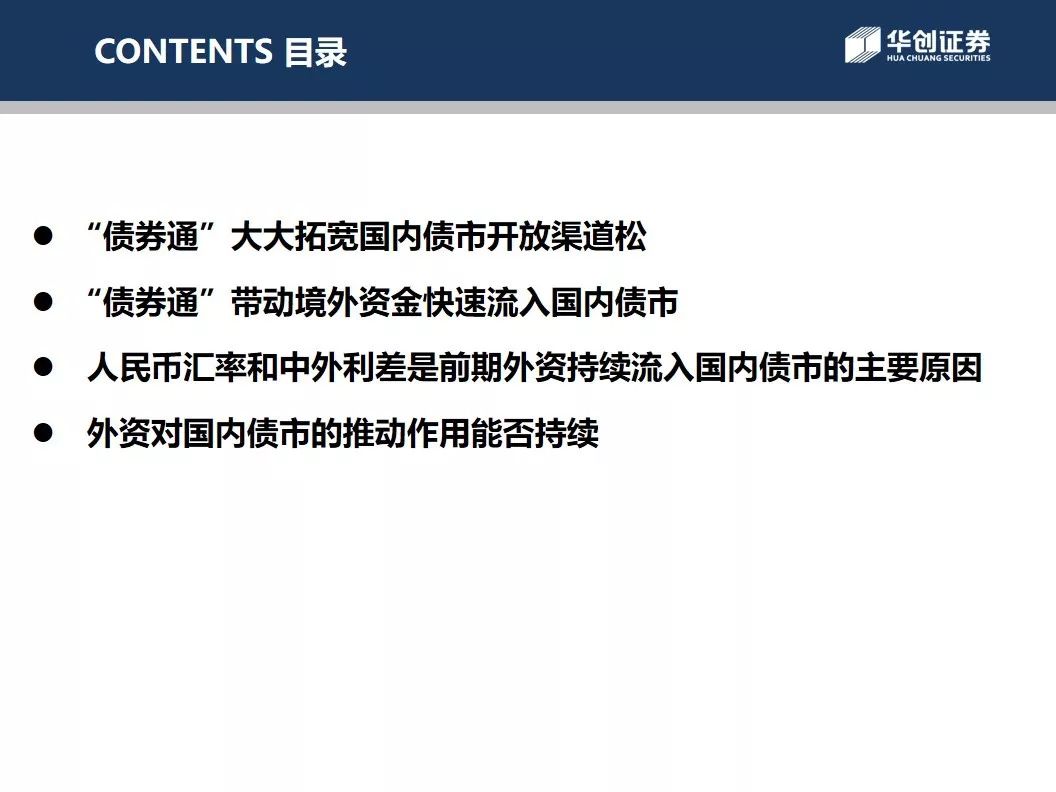 CONTENTS 目录
华创证券
HUA CHUANG SECURITIES
● “债券通”大大拓宽国内债市开放渠道松
● “债券通”带动境外资金快速流入国内债市
● 人民币汇率和中外利差是前期外资持续流入国内债市的主要原因
● 外资对国内债市的推动作用能否持续